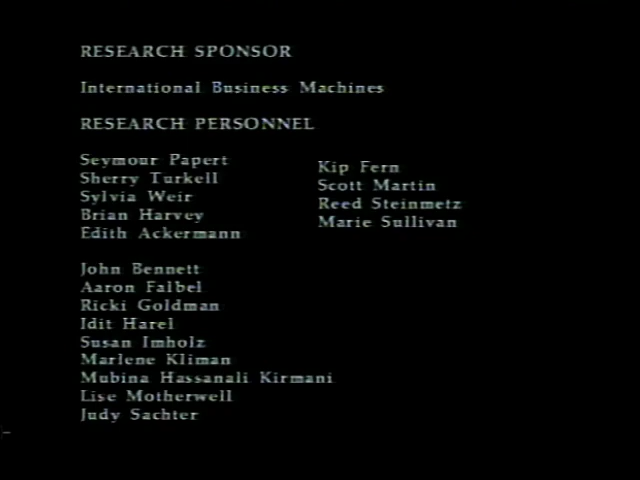 RESEARCH SPONSOR
International Business Machines
RESEARCH PERSONNEL
Seymour Papert
Sherry Turkell
Sylvia Weir
Brian Harvey
Edith Ackermann
John Bennett
Aaron Falbel
Ricki Goldman
Idit Harel
Susan Imholz
Marlene Kliman
Mubina Hassanali Kirmani
Lise Motherwell
Judy Sachter
Kip Fern
Scott Martin
Reed Steinmetz
Marie Sullivan